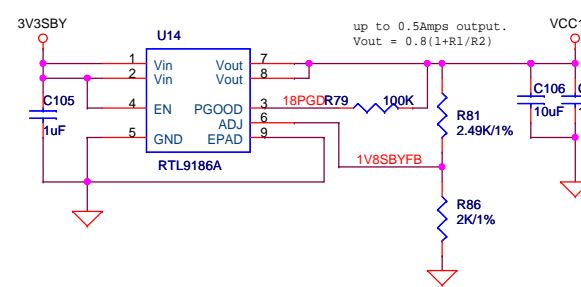 3V3SBY
U14
up to 0.5Amps output.
Vout = 0.8(1+R1/R2)
VCC1
1 Vin Vout 7
2 Vin Vout 8
4 EN PGOOD 3 18PGD R79 100K
ADJ 6
5 GND EPAD 9
RTL9186A
C105
1uF
R81
2.49K/1%
C106
10uF
1V8SBYFB
R86
2K/1%